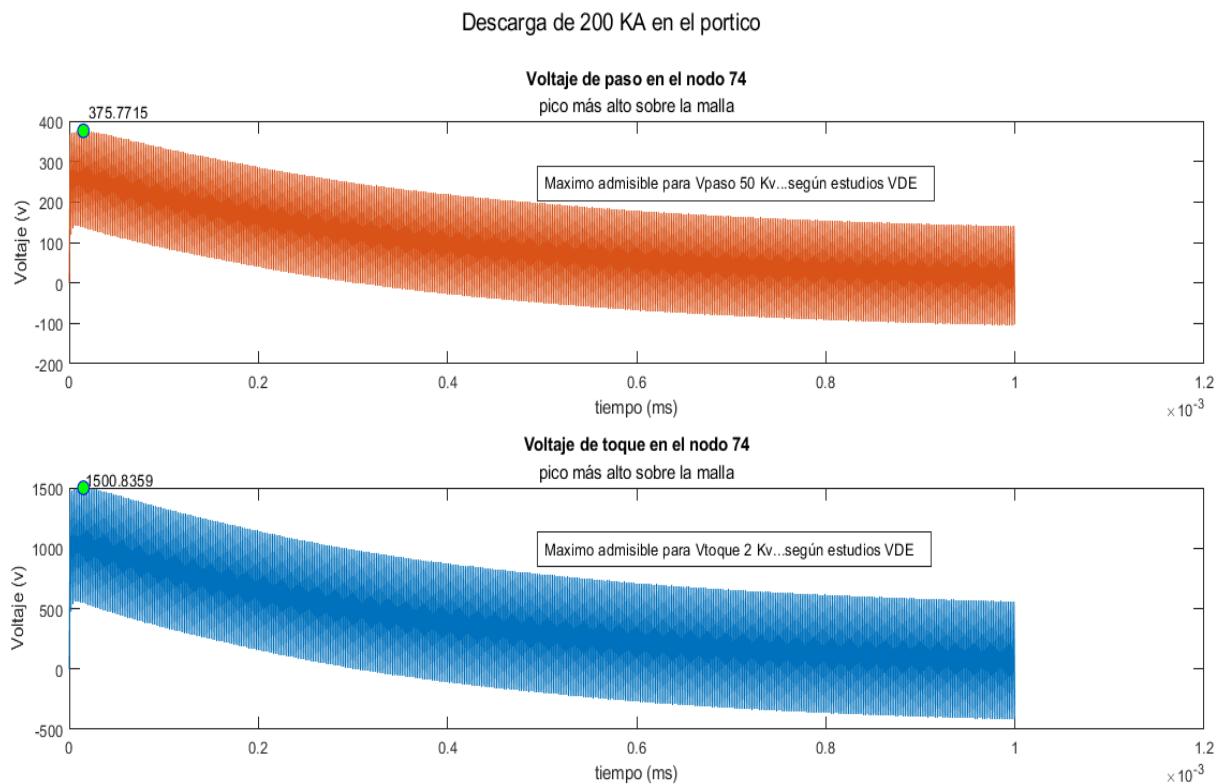 Descarga de 200 KA en el portico
Voltaje de paso en el nodo 74
pico más alto sobre la malla
375.7715
400
300
200
100
0
-100
-200
Voltaje (v)
Maximo admisible para Vpaso 50 Kv...según estudios VDE
0 0.2 0.4 0.6 0.8 1 1.2
tiempo (ms)
×10-3
Voltaje de toque en el nodo 74
pico más alto sobre la malla
1500.8359
1500
1000
500
0
-500
Voltaje (v)
Maximo admisible para Vtoque 2 Kv...según estudios VDE
0 0.2 0.4 0.6 0.8 1 1.2
tiempo (ms)
×10-3